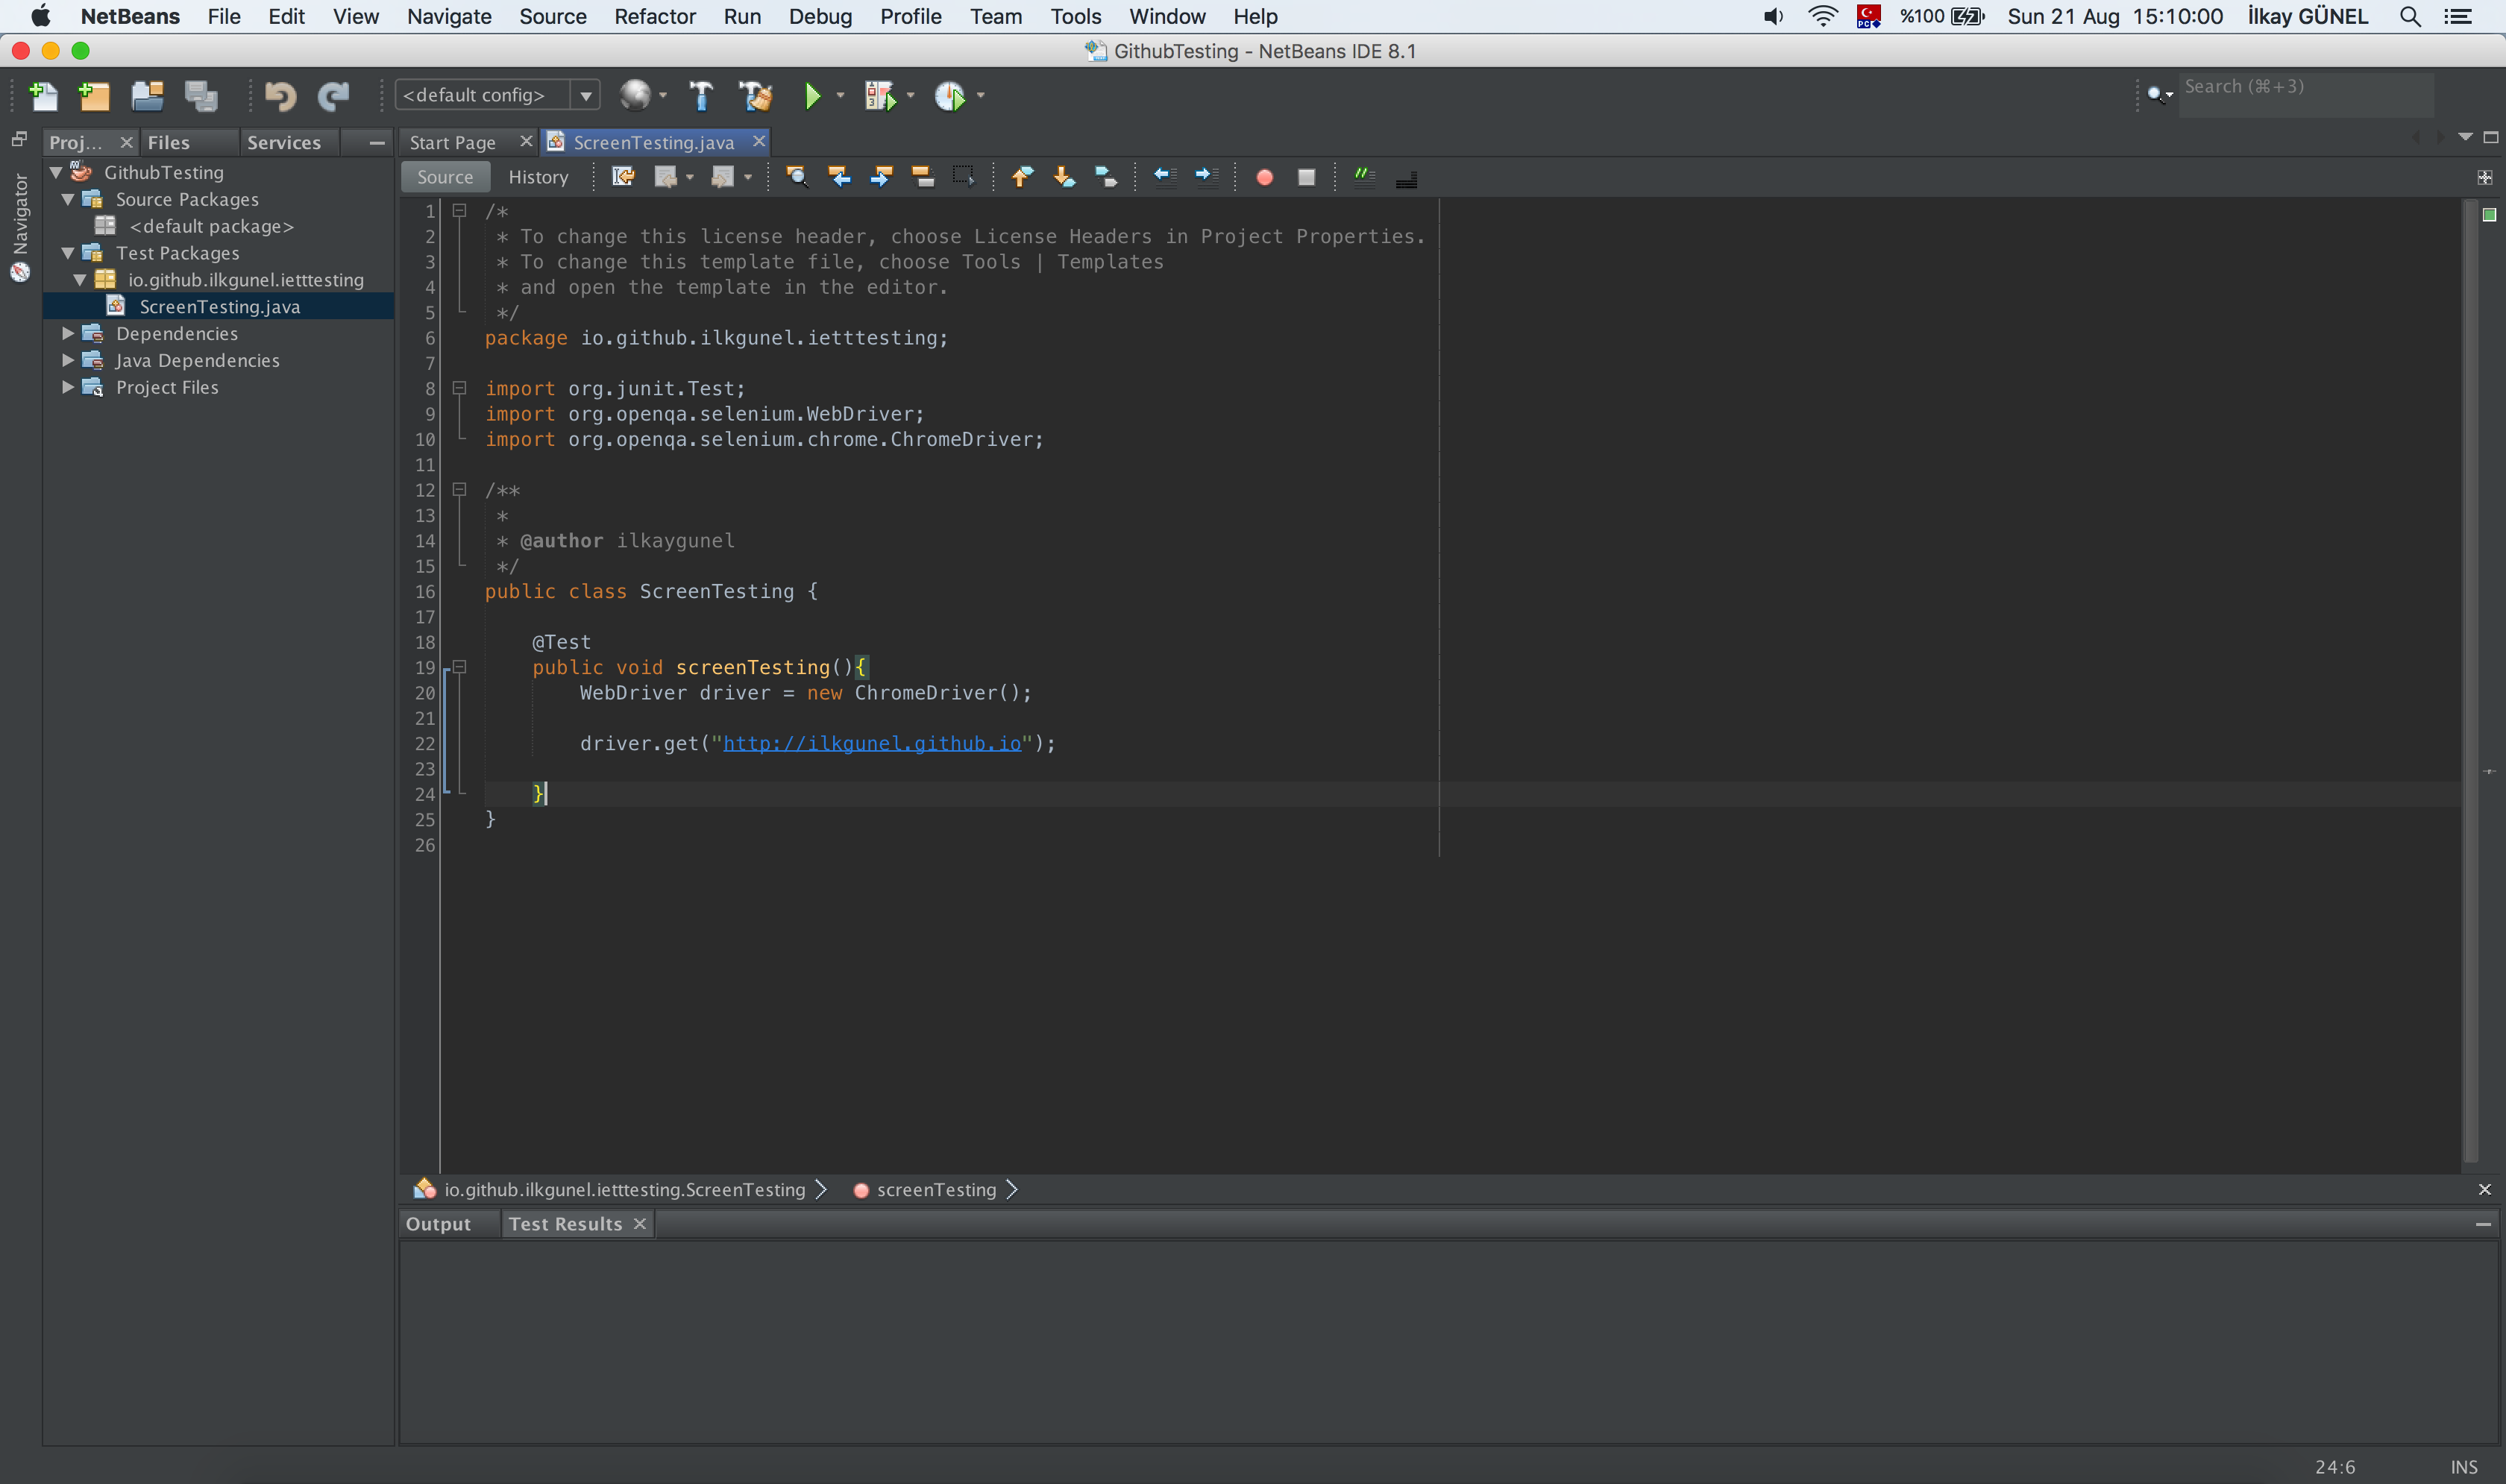 NetBeans File Edit View Navigate Source Refactor Run Debug Profile Team Tools Window Help %100 Sun 21 Aug 15:10:00 İlkay GÜNEL
GithubTesting - NetBeans IDE 8.1
<default config> Search (⌘+3)
Proj... Files Services Start Page ScreenTesting.java
Navigator
GithubTesting
Source Packages
<default package>
Test Packages
io.github.ilkgunel.ietttesting
ScreenTesting.java
Dependencies
Java Dependencies
Project Files
Source History
1 /*
2 * To change this license header, choose License Headers in Project Properties.
3 * To change this template file, choose Tools | Templates
4 * and open the template in the editor.
5 */
6 package io.github.ilkgunel.ietttesting;
7
8 import org.junit.Test;
9 import org.openqa.selenium.WebDriver;
10 import org.openqa.selenium.chrome.ChromeDriver;
11
12 /**
13 *
14 * @author ilkaygunel
15 */
16 public class ScreenTesting {
17
18 @Test
19 public void screenTesting(){
20 WebDriver driver = new ChromeDriver();
21
22 driver.get("http://ilkgunel.github.io");
23
24 }
25 }
26
io.github.ilkgunel.ietttesting.ScreenTesting screenTesting
Output Test Results
24:6 INS